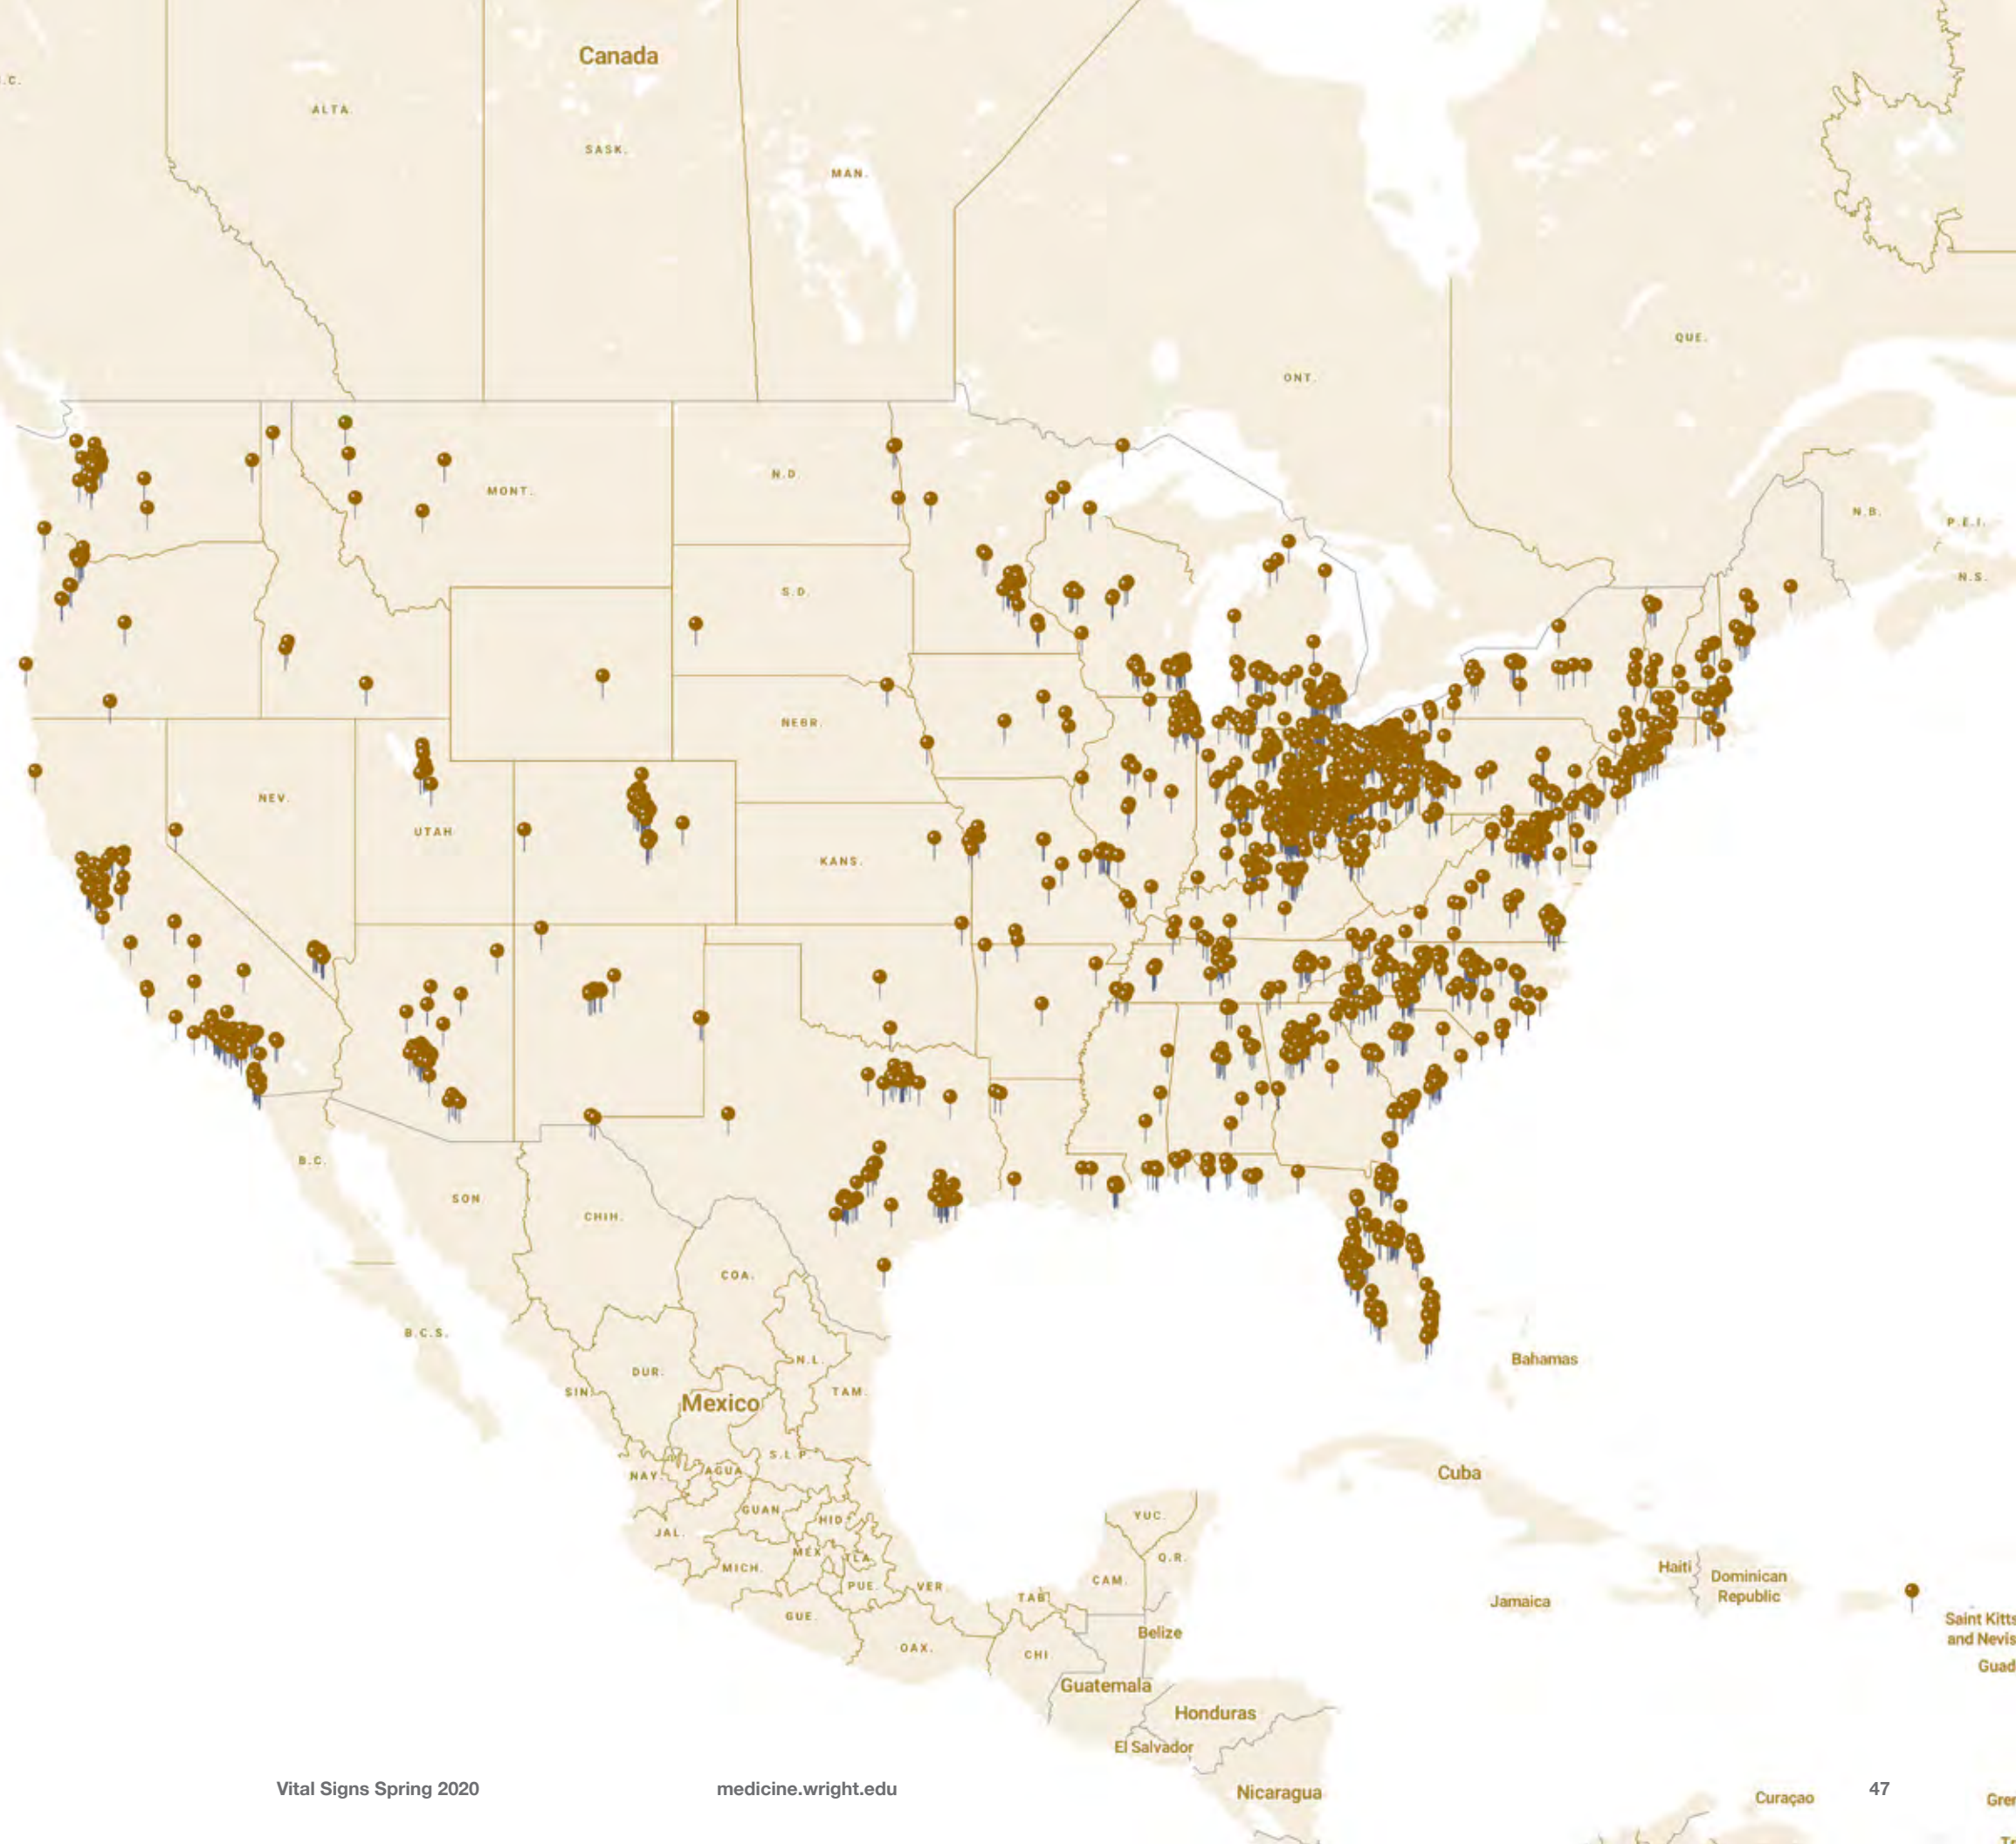 Canada
.C.
ALTA.
SASK.
MAN.
QUE.
ONT.
N.D.
MONT.
N.B.
P.E.I.
N.S.
S.D.
NEBR.
NEV.
UTAH
KANS.
B.C.
SON
CHIH.
COA.
B.C.S.
N.L.
DUR.
TAM.
SIN.
Mexico
Bahamas
S.L.P.
NAY.
AGUA
Cuba
GUAN
HID.
YUC.
JAL.
MÉX
TLA.
Q.R.
MICH.
PUE.
VER.
CAM.
TAB.
Haiti
Dominican
Republic
Jamaica
GUE.
OAX.
CHI
Belize
Saint Kitts
and Nevis
Guad
Guatemala
Honduras
El Salvador
Nicaragua
Curaçao
Gren
Vital Signs Spring 2020
medicine.wright.edu
47